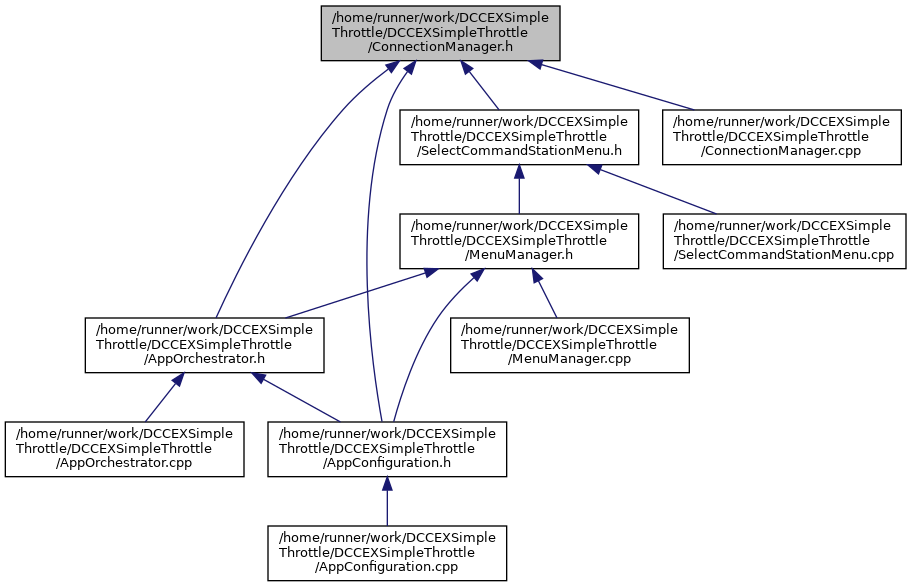 /home/runner/work/DCCEXSimple
Throttle/DCCEXSimpleThrottle
/ConnectionManager.h
/home/runner/work/DCCEXSimple
Throttle/DCCEXSimpleThrottle
/SelectCommandStationMenu.h
/home/runner/work/DCCEXSimple
Throttle/DCCEXSimpleThrottle
/ConnectionManager.cpp
/home/runner/work/DCCEXSimple
Throttle/DCCEXSimpleThrottle
/MenuManager.h
/home/runner/work/DCCEXSimple
Throttle/DCCEXSimpleThrottle
/SelectCommandStationMenu.cpp
/home/runner/work/DCCEXSimple
Throttle/DCCEXSimpleThrottle
/AppOrchestrator.h
/home/runner/work/DCCEXSimple
Throttle/DCCEXSimpleThrottle
/MenuManager.cpp
/home/runner/work/DCCEXSimple
Throttle/DCCEXSimpleThrottle
/AppOrchestrator.cpp
/home/runner/work/DCCEXSimple
Throttle/DCCEXSimpleThrottle
/AppConfiguration.h
/home/runner/work/DCCEXSimple
Throttle/DCCEXSimpleThrottle
/AppConfiguration.cpp